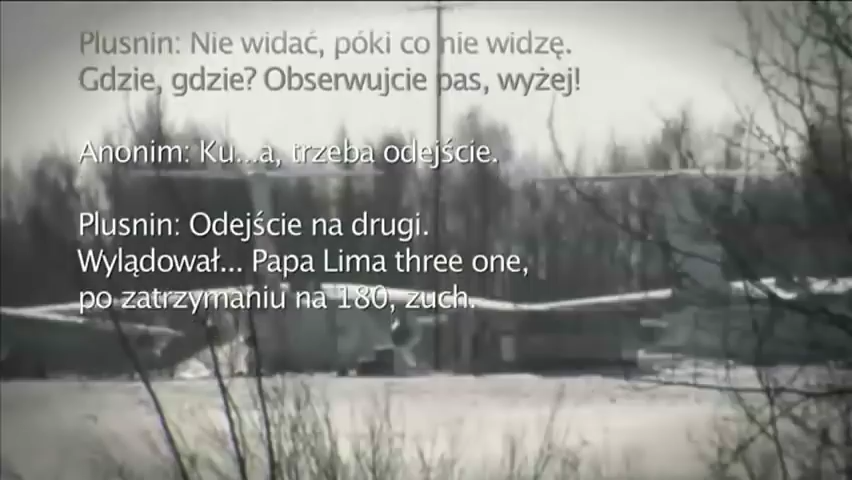 Plusnin: Nie widać, póki co nie widzę.
Gdzie, gdzie? Obserwujcie pas, wyżej!
Anonim: Ku...a, trzeba odejście.
Plusnin: Odejście na drugi.
Wylądował... Papa Lima three one,
po zatrzymaniu na 180, zuch.